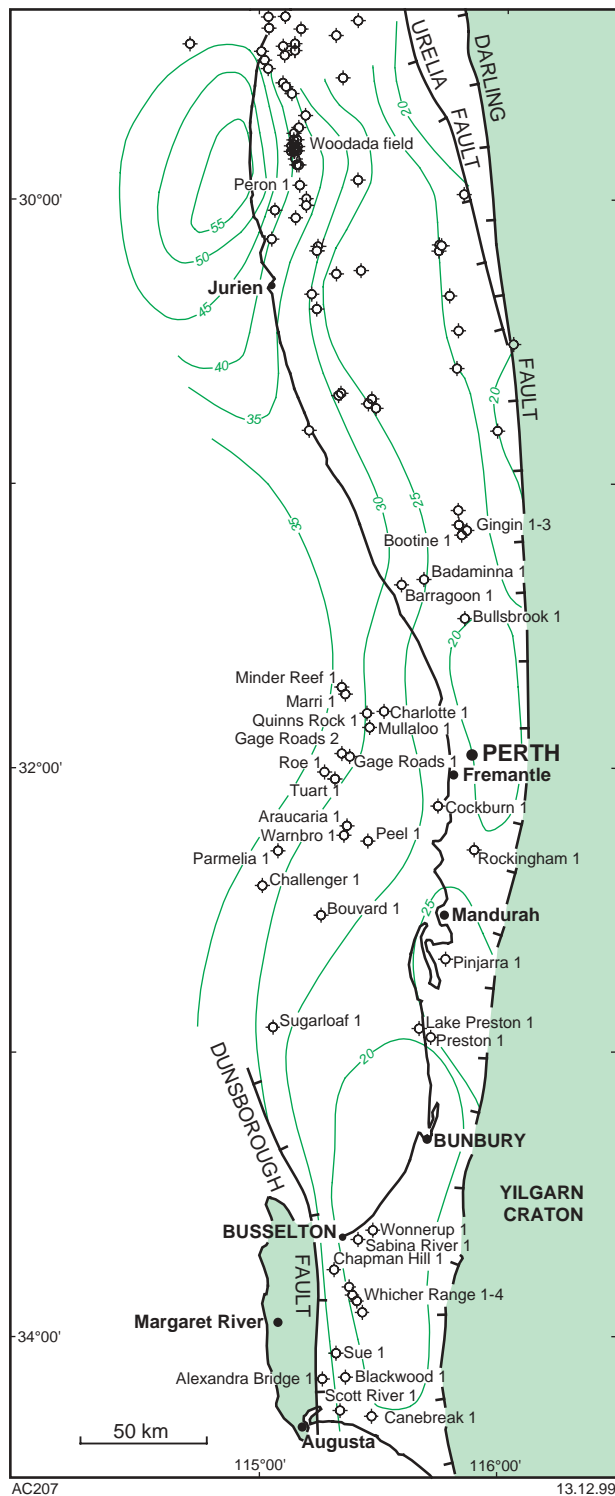 URELIA
FAULT
DARLING
FAULT
20
Woodada field
Peron 1
30°00'
55
50
Jurien
45
40
35
20
30
25
35
Gingin 1-3
Bootine 1
Badaminna 1
Barragoon 1
Bullsbrook 1
20
Minder Reef 1
Marri 1
Charlotte 1
Quinns Rock 1
Mullaloo 1
Gage Roads 2
PERTH
Gage Roads 1
Roe 1
32°00'
Fremantle
Tuart 1
Cockburn 1
Araucaria 1
Warnbro 1
Peel 1
Parmelia 1
Rockingham 1
Challenger 1
25
Bouvard 1
Mandurah
Pinjarra 1
Sugarloaf 1
Lake Preston 1
Preston 1
DUNSBOROUGH
FAULT
20
BUNBURY
YILGARN
CRATON
BUSSELTON
Wonnerup 1
Sabina River 1
Chapman Hill 1
Whicher Range 1-4
Margaret River
34°00'
Sue 1
Alexandra Bridge 1
Blackwood 1
Scott River 1
Canebreak 1
50 km
Augusta
115°00'
116°00'
AC207
13.12.99